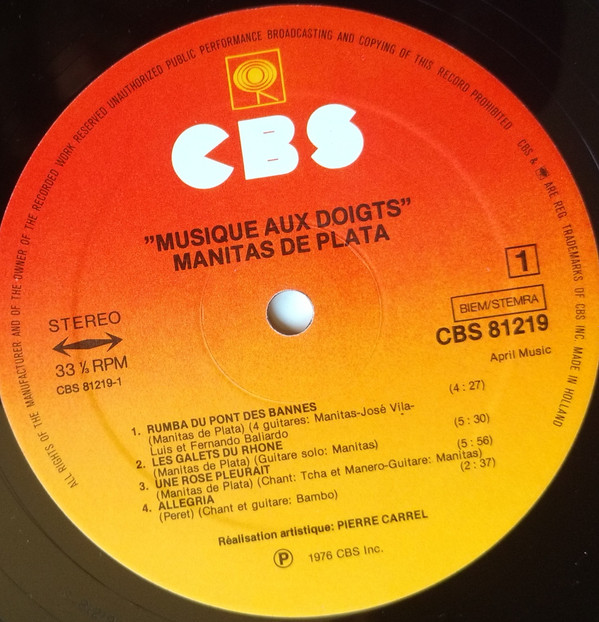 ALL RIGHTS OF THE MANUFACTURER AND OF THE OWNER OF THE RECORDED WORK RESERVED UNAUTHORIZED PUBLIC PERFORMANCE BROADCASTING AND COPYING OF THIS RECORD PROHIBITED CBS & ARE REG. TRADEMARKS OF CBS INC. MADE IN HOLLAND
CBS
"MUSIQUE AUX DOIGTS"
MANITAS DE PLATA
1
STEREO
BIEM/STEMRA
33 ⅓ RPM
CBS 81219
CBS 81219-1
April Music
1. RUMBA DU PONT DES BANNES (4 : 27)
(Manitas de Plata) (4 guitares: Manitas-José Vila-
Luis et Fernando Baliardo
2. LES GALETS DU RHONE (5 : 30)
(Manitas de Plata) (Guitare solo: Manitas)
3. UNE ROSE PLEURAIT (5 : 56)
(Manitas de Plata) (Chant: Tcha et Manero-Guitare: Manitas)
4. ALLEGRIA (2 : 37)
(Peret) (Chant et guitare: Bambo)
Réalisation artistique: PIERRE CARREL
Ⓟ 1976 CBS Inc.